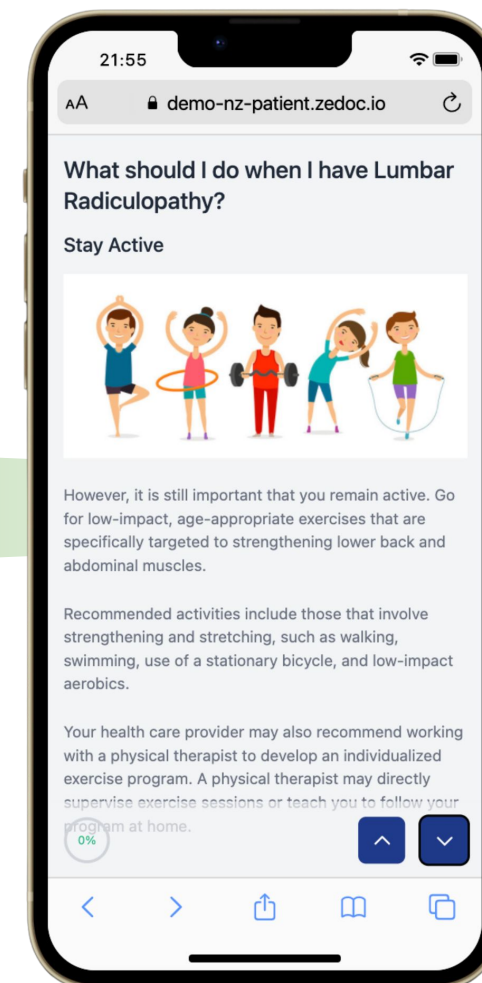 21:55
AA demo-nz-patient.zedoc.io
What should I do when I have Lumbar
Radiculopathy?
Stay Active
However, it is still important that you remain active. Go
for low-impact, age-appropriate exercises that are
specifically targeted to strengthening lower back and
abdominal muscles.
Recommended activities include those that involve
strengthening and stretching, such as walking,
swimming, use of a stationary bicycle, and low-impact
aerobics.
Your health care provider may also recommend working
with a physical therapist to develop an individualized
exercise program. A physical therapist may directly
supervise exercise sessions or teach you to follow your
program at home.
0%